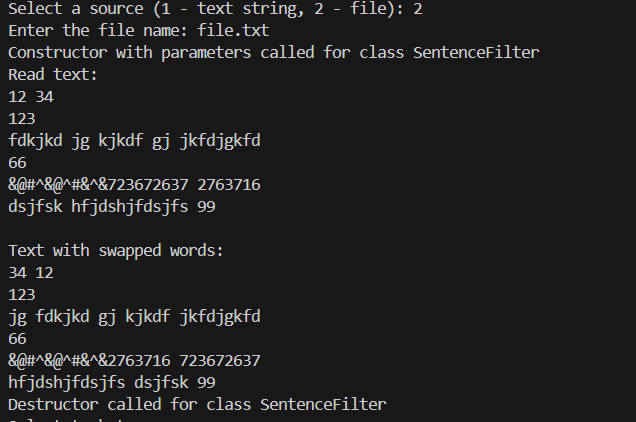 Select a source (1 - text string, 2 - file): 2
Enter the file name: file.txt
Constructor with parameters called for class SentenceFilter
Read text:
12 34
123
fdkjkd jg kjkdf gj jkfdjgkfd
66
&@#^&@^#&^&723672637 2763716
dsjfsk hfjdshjfdsjfs 99

Text with swapped words:
34 12
123
jg fdkjkd gj kjkdf jkfdjgkfd
66
&@#^&@^#&^&2763716 723672637
hfjdshjfdsjfs dsjfsk 99
Destructor called for class SentenceFilter